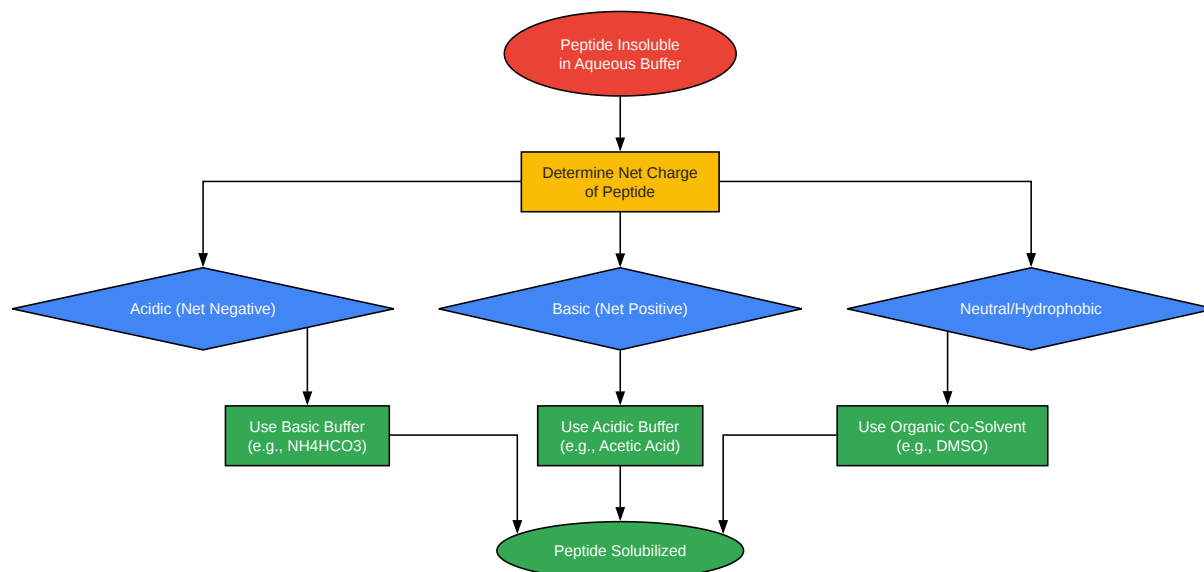 Peptide Insoluble
in Aqueous Buffer
Determine Net Charge
of Peptide
Acidic (Net Negative)
Basic (Net Positive)
Neutral/Hydrophobic
Use Basic Buffer
(e.g., NH4HCO3)
Use Acidic Buffer
(e.g., Acetic Acid)
Use Organic Co-Solvent
(e.g., DMSO)
Peptide Solubilized